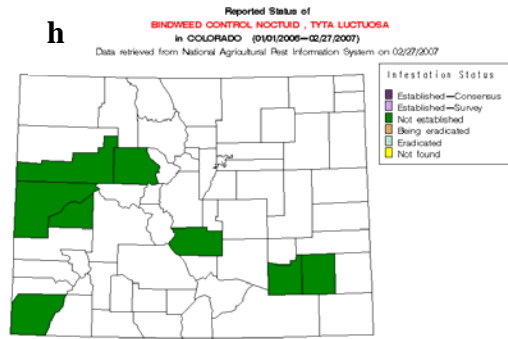 h
Reported Status of
BINDWEED CONTROL NOCTUID , TYTA LUCTUOSA
in COLORADO (01/01/2006—02/27/2007)
Data retrieved from National Agricultural Pest Information System on 02/27/2007
Infestation Status
Established—Consensus
Established—Survey
Not established
Being eradicated
Eradicated
Not found